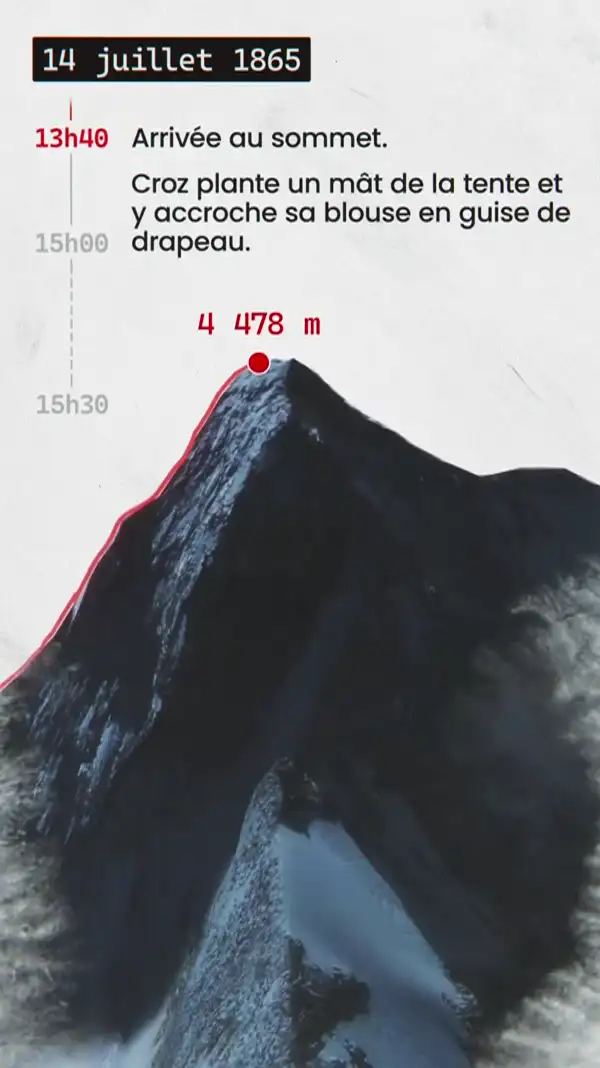 14 juillet 1865
13h40
Arrivée au sommet.
Croz plante un mât de la tente et
y accroche sa blouse en guise de
drapeau.
15h00
4 478 m
15h30